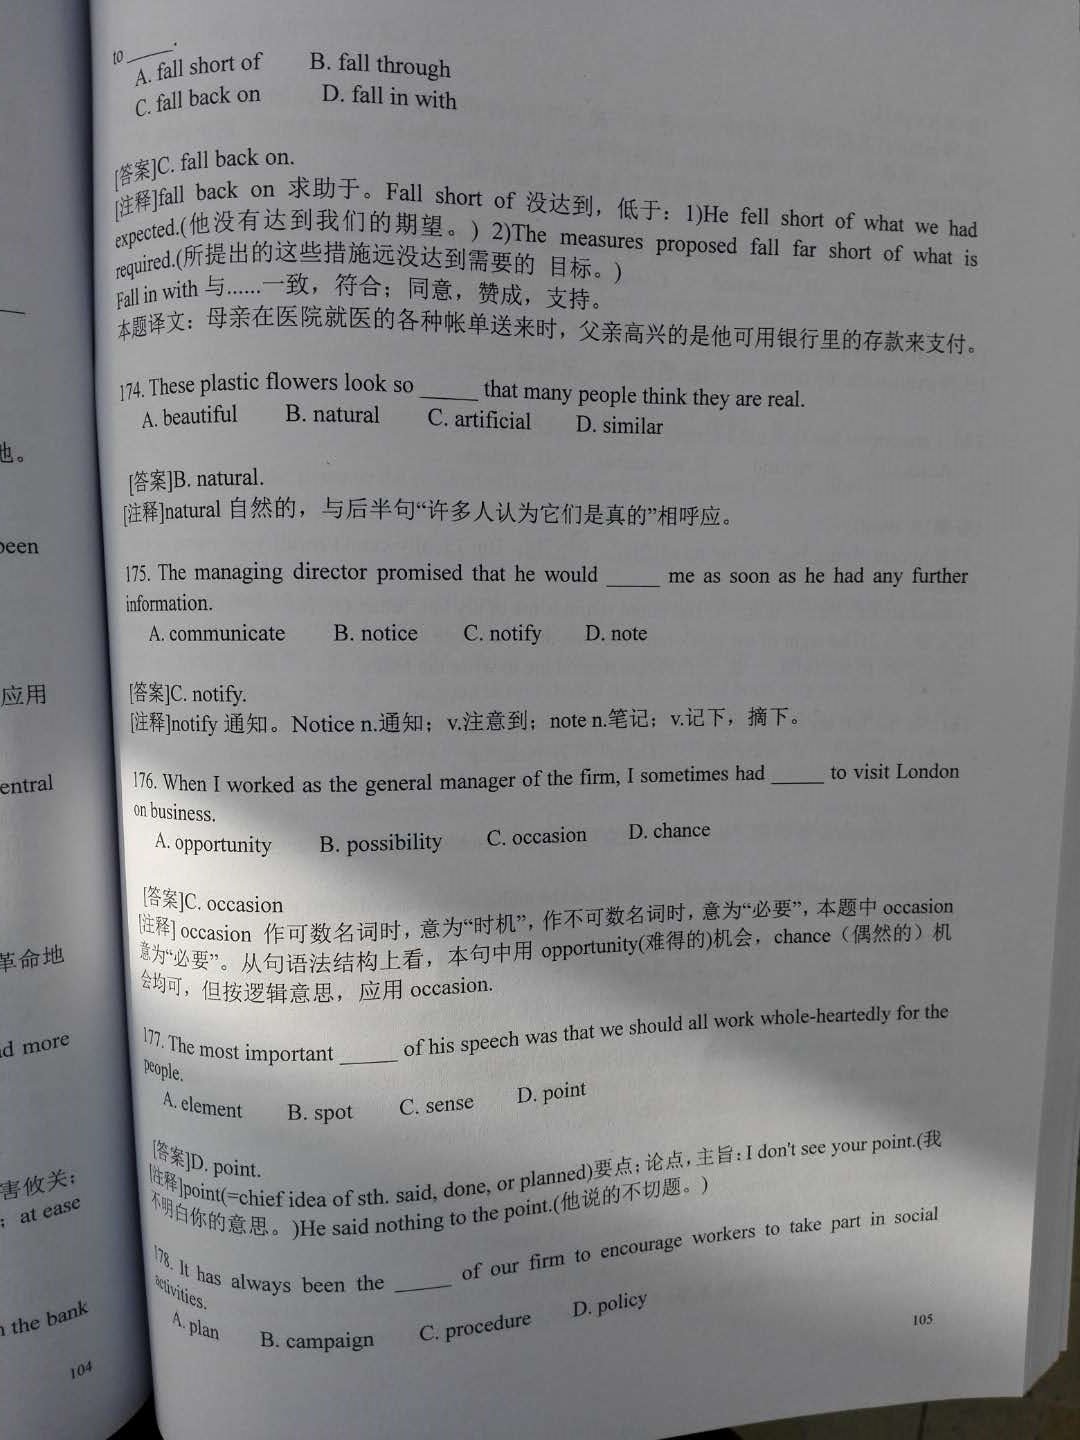 to _____.
A. fall short of B. fall through
C. fall back on D. fall in with
[答案]C. fall back on.
[注释]fall back on 求助于。Fall short of 没达到，低于：1)He fell short of what we had
expected.(他没有达到我们的期望。) 2)The measures proposed fall far short of what is
required.(所提出的这些措施远没达到需要的 目标。)
Fall in with 与......一致，符合；同意，赞成，支持。
本题译文：母亲在医院就医的各种帐单送来时，父亲高兴的是他可用银行里的存款来支付。
174. These plastic flowers look so _____ that many people think they are real.
A. beautiful B. natural C. artificial D. similar
[答案]B. natural.
[注释]natural 自然的，与后半句“许多人认为它们是真的”相呼应。
175. The managing director promised that he would _____ me as soon as he had any further
information.
A. communicate B. notice C. notify D. note
[答案]C. notify.
[注释]notify 通知。Notice n.通知；v.注意到；note n.笔记；v.记下，摘下。
176. When I worked as the general manager of the firm, I sometimes had _____ to visit London
on business.
A. opportunity B. possibility C. occasion D. chance
[答案]C. occasion
[注释] occasion 作可数名词时，意为“时机”，作不可数名词时，意为“必要”，本题中 occasion
意为“必要”。从句语法结构上看，本句中用 opportunity(难得的)机会，chance（偶然的）机
会均可，但按逻辑意思，应用 occasion.
177. The most important _____ of his speech was that we should all work whole-heartedly for the
people.
A. element B. spot C. sense D. point
[答案]D. point.
[注释]point(=chief idea of sth. said, done, or planned)要点；论点，主旨：I don't see your point.(我
不明白你的意思。)He said nothing to the point.(他说的不切题。)
178. It has always been the _____ of our firm to encourage workers to take part in social
activities.
A. plan B. campaign C. procedure D. policy
105
地。
been
应用
entral
革命地
d more
害攸关；
; at ease
n the bank
104